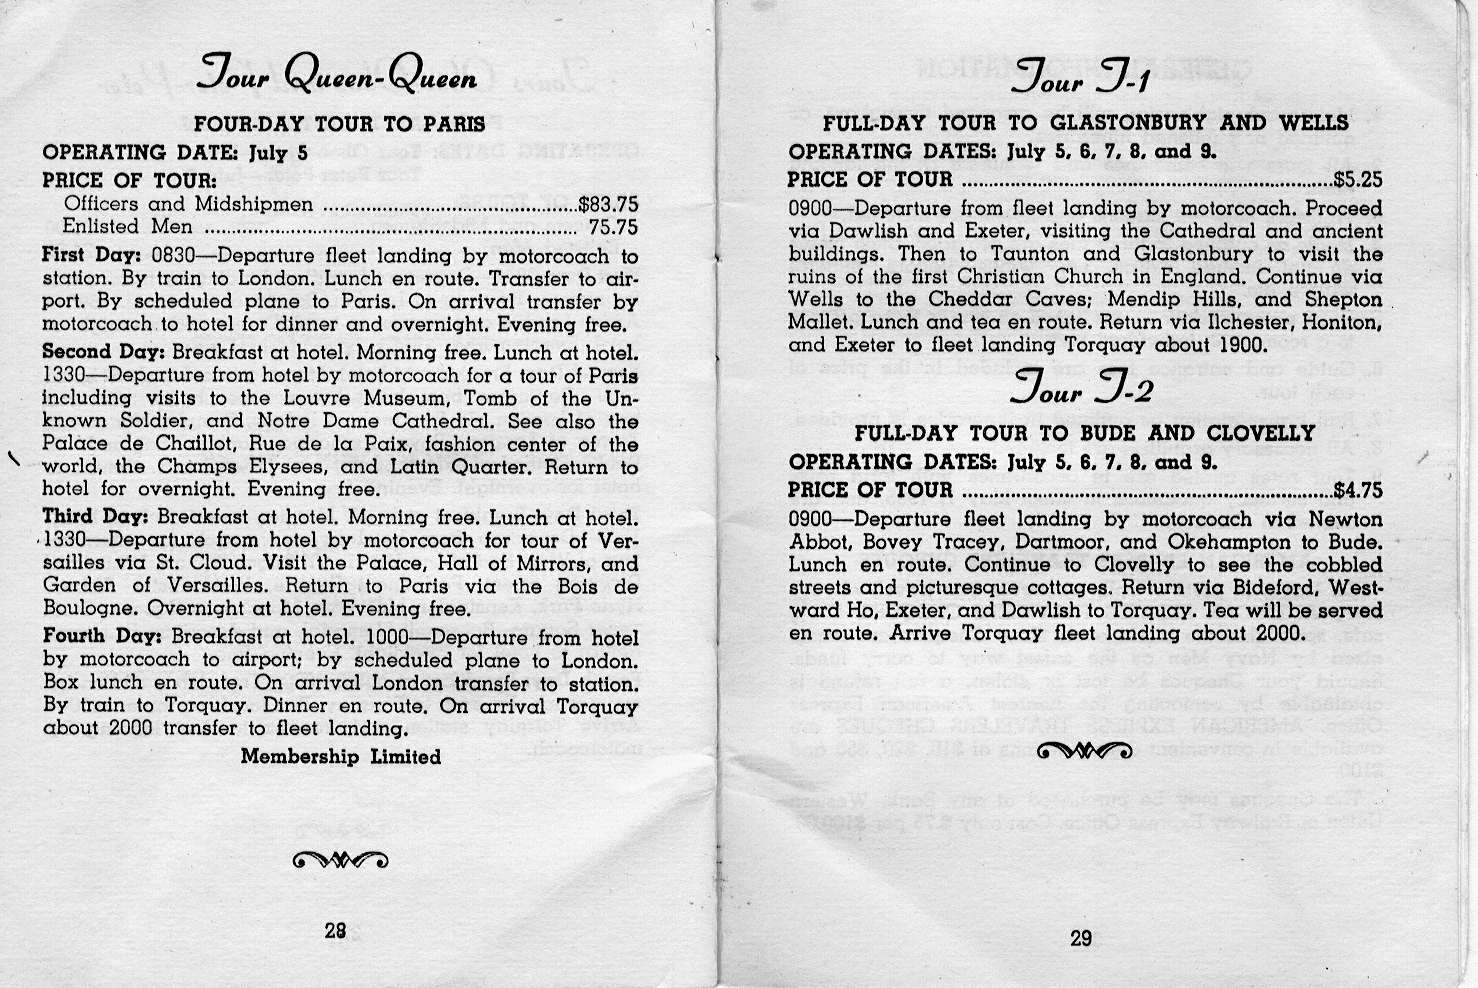 Tour Queen-Queen
FOUR-DAY TOUR TO PARIS
OPERATING DATE: July 5
PRICE OF TOUR:
Officers and Midshipmen ................................................$83.75
Enlisted Men ...................................................................... 75.75
First Day: 0830—Departure fleet landing by motorcoach to
station. By train to London. Lunch en route. Transfer to air-
port. By scheduled plane to Paris. On arrival transfer by
motorcoach to hotel for dinner and overnight. Evening free.
Second Day: Breakfast at hotel. Morning free. Lunch at hotel.
1330—Departure from hotel by motorcoach for a tour of Paris
including visits to the Louvre Museum, Tomb of the Un-
known Soldier, and Notre Dame Cathedral. See also the
Palace de Chaillot, Rue de la Paix, fashion center of the
world, the Champs Elysees, and Latin Quarter. Return to
hotel for overnight. Evening free.
Third Day: Breakfast at hotel. Morning free. Lunch at hotel.
1330—Departure from hotel by motorcoach for tour of Ver-
sailles via St. Cloud. Visit the Palace, Hall of Mirrors, and
Garden of Versailles. Return to Paris via the Bois de
Boulogne. Overnight at hotel. Evening free.
Fourth Day: Breakfast at hotel. 1000—Departure from hotel
by motorcoach to airport; by scheduled plane to London.
Box lunch en route. On arrival London transfer to station.
By train to Torquay. Dinner en route. On arrival Torquay
about 2000 transfer to fleet landing.
Membership Limited
28
Tour T-1
FULL-DAY TOUR TO GLASTONBURY AND WELLS
OPERATING DATES: July 5, 6, 7, 8, and 9.
PRICE OF TOUR ......................................................................$5.25
0900—Departure from fleet landing by motorcoach. Proceed
via Dawlish and Exeter, visiting the Cathedral and ancient
buildings. Then to Taunton and Glastonbury to visit the
ruins of the first Christian Church in England. Continue via
Wells to the Cheddar Caves; Mendip Hills, and Shepton
Mallet. Lunch and tea en route. Return via Ilchester, Honiton,
and Exeter to fleet landing Torquay about 1900.
Tour T-2
FULL-DAY TOUR TO BUDE AND CLOVELLY
OPERATING DATES: July 5, 6, 7, 8, and 9.
PRICE OF TOUR ......................................................................$4.75
0900—Departure fleet landing by motorcoach via Newton
Abbot, Bovey Tracey, Dartmoor, and Okehampton to Bude.
Lunch en route. Continue to Clovelly to see the cobbled
streets and picturesque cottages. Return via Bideford, West-
ward Ho, Exeter, and Dawlish to Torquay. Tea will be served
en route. Arrive Torquay fleet landing about 2000.
29